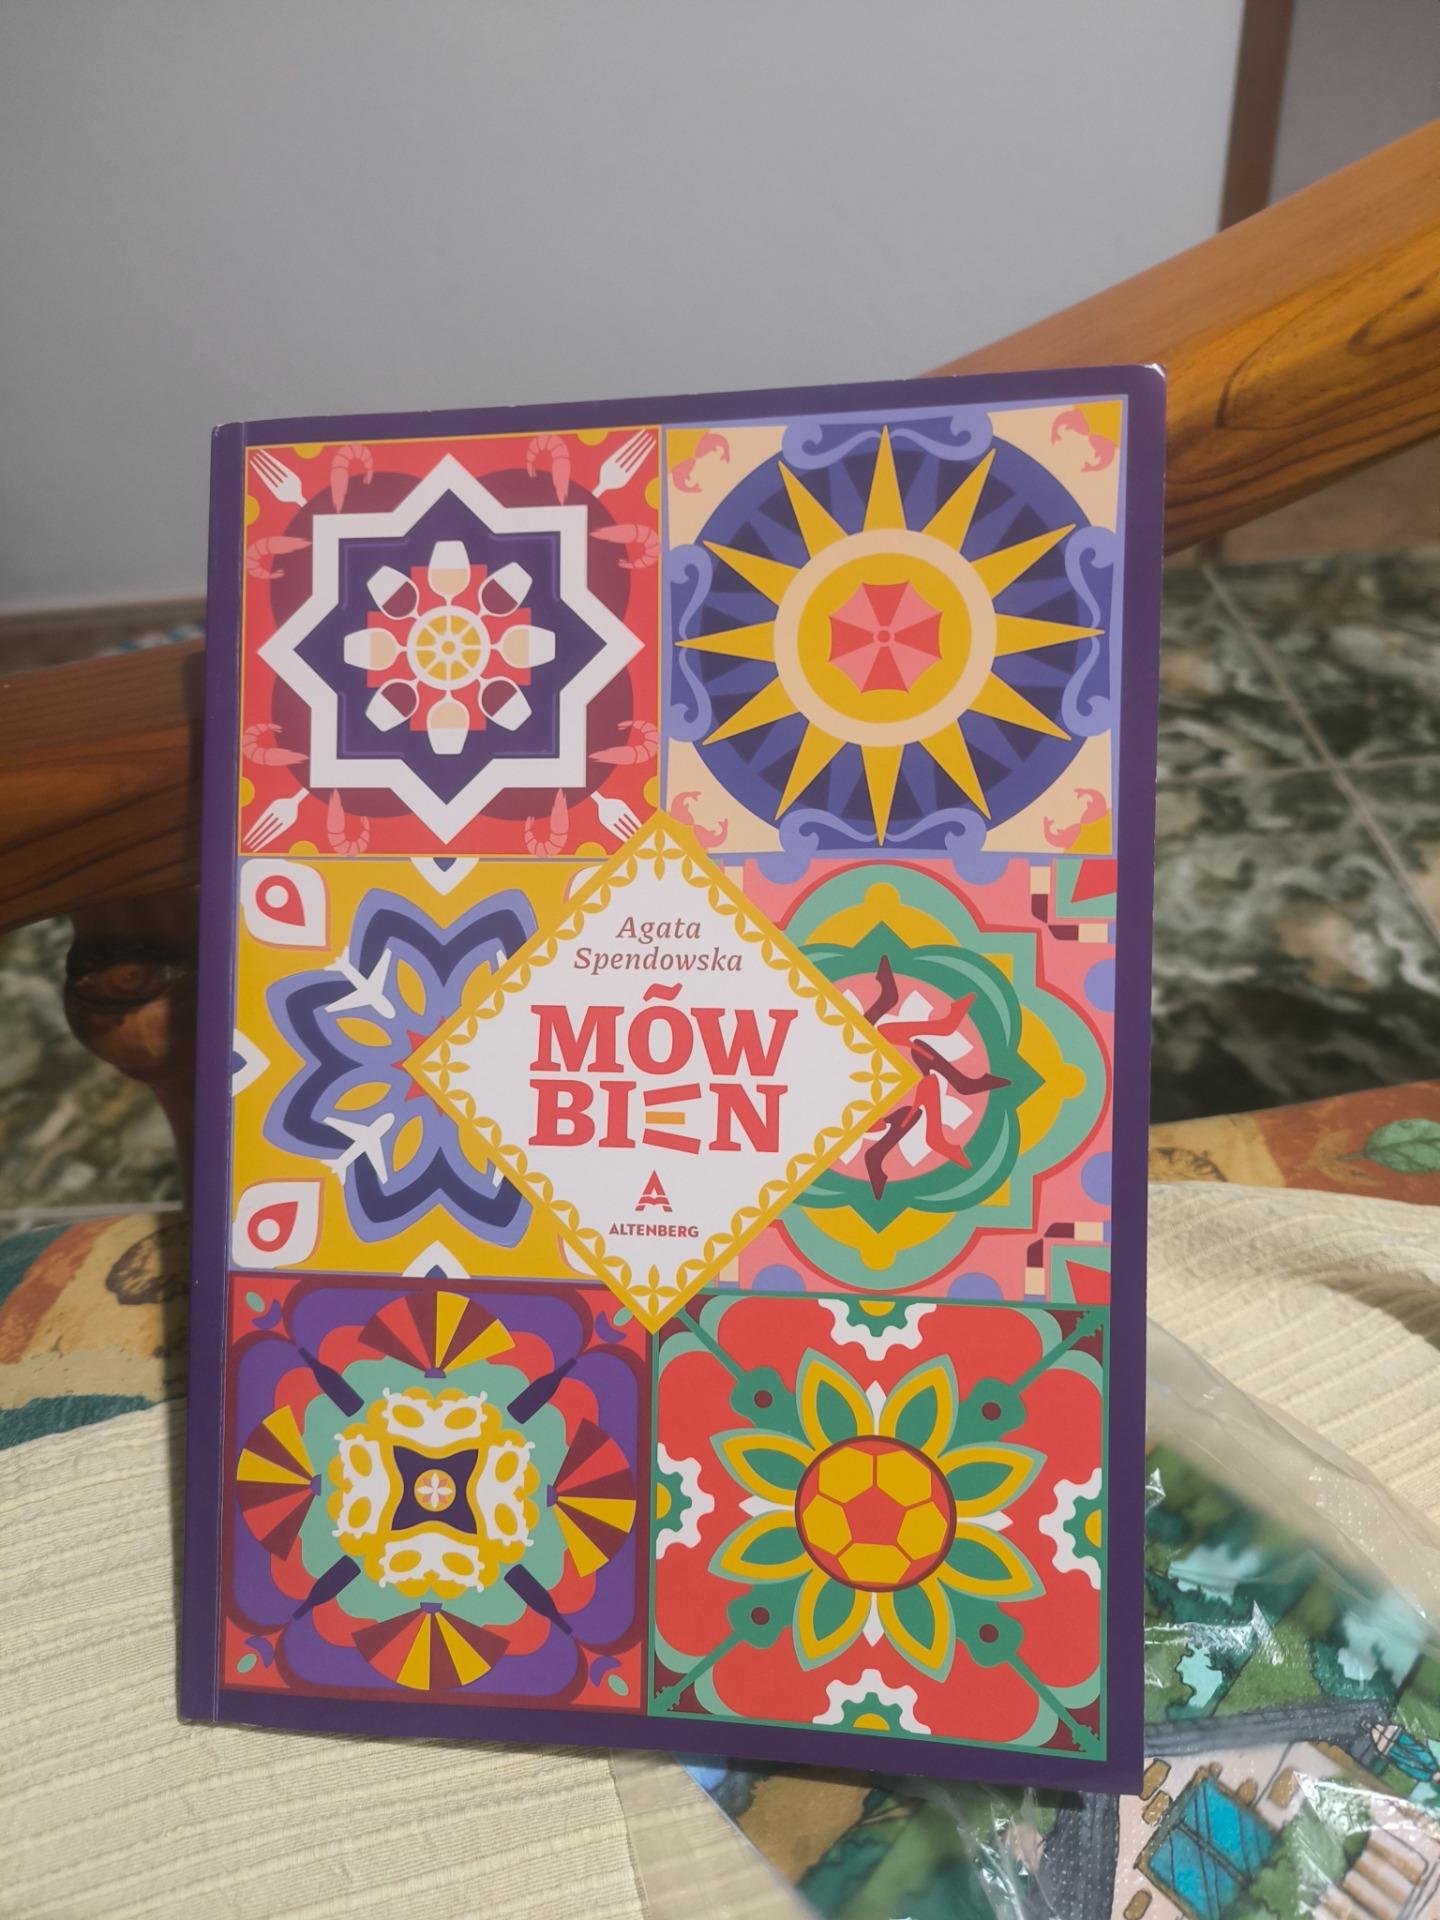 Agata
Spendowska
MÕW
BIEN
ALTENBERG